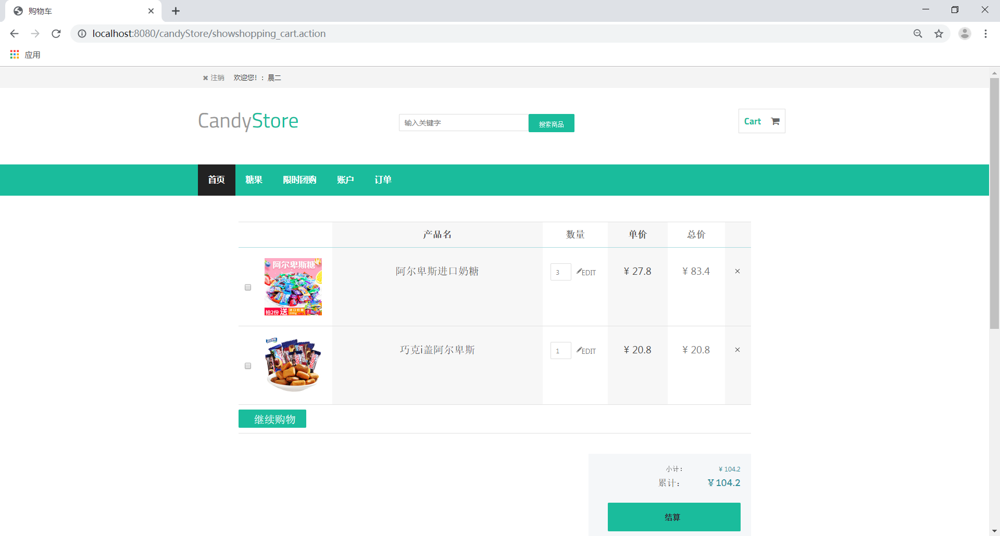 购物车
localhost:8080/candyStore/showshopping_cart.action
应用
注销 欢迎您！: 晨二
CandyStore
输入关键字
搜索商品
Cart
首页 糖果 限时团购 账户 订单
产品名 数量 单价 总价
阿尔卑斯糖
拍2份 送
阿尔卑斯进口奶糖 3 EDIT ¥ 27.8 ¥ 83.4 ×
巧克i盖阿尔卑斯 1 EDIT ¥ 20.8 ¥ 20.8 ×
继续购物
小计： ¥ 104.2
累计： ¥ 104.2
结算